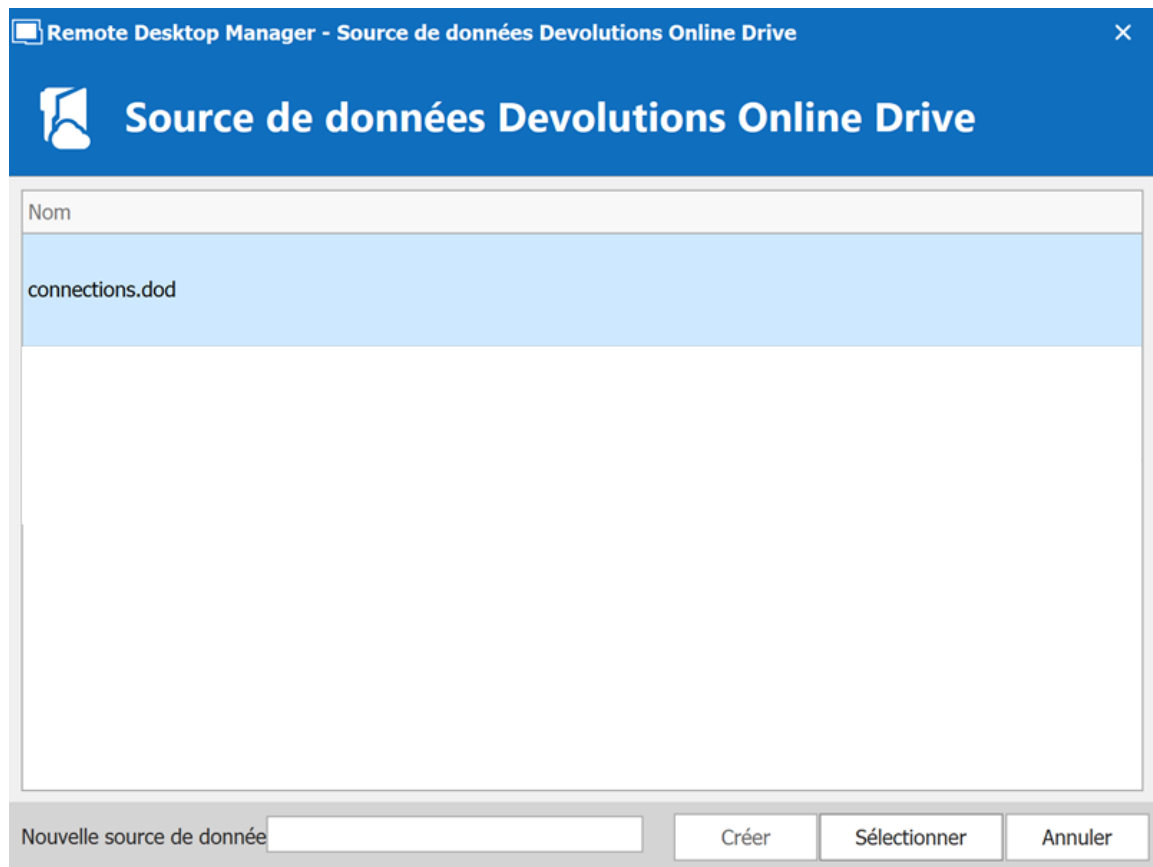 Remote Desktop Manager - Source de données Devolutions Online Drive
Source de données Devolutions Online Drive
Nom
connections.dod
Nouvelle source de donnée
Créer
Sélectionner
Annuler